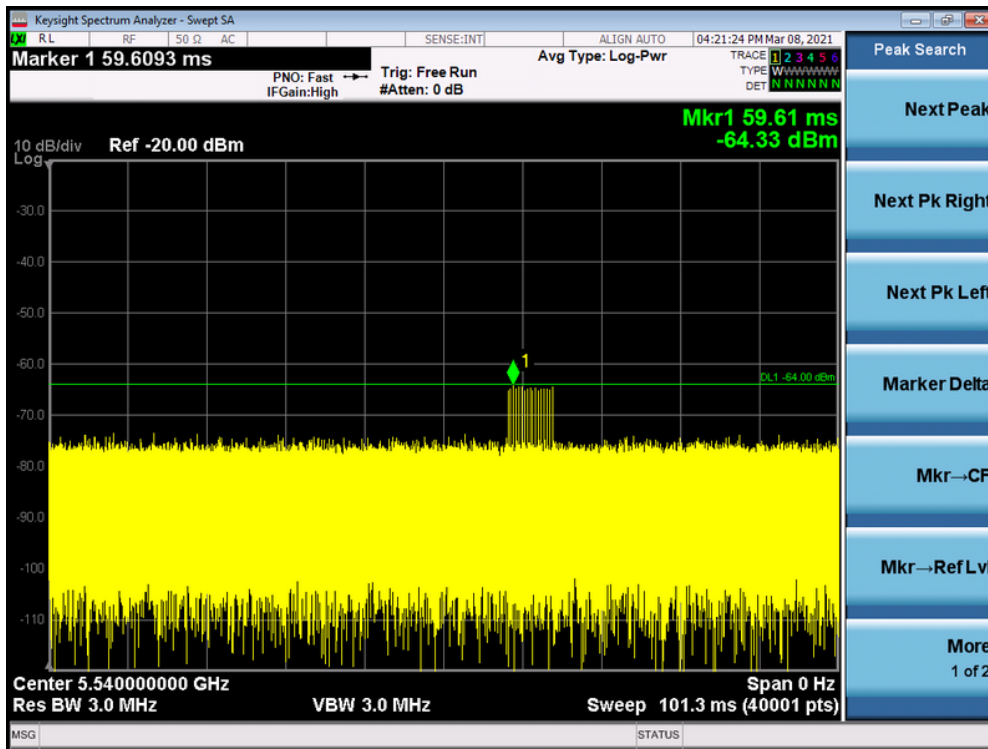 Keysight Spectrum Analyzer - Swept SA
LXI RL RF 50 Ω AC SENSE:INT ALIGN AUTO 04:21:24 PM Mar 08, 2021
Marker 1 59.6093 ms
PNO: Fast
IFGain:High
Trig: Free Run
#Atten: 0 dB
Avg Type: Log-Pwr
TRACE 1 2 3 4 5 6
TYPE WWWWWW
DET N N N N N N
Mkr1 59.61 ms
-64.33 dBm
10 dB/div Ref -20.00 dBm
Log
-30.0
-40.0
-50.0
-60.0
1
DL1 -64.00 dBm
-70.0
-80.0
-90.0
-100
-110
Center 5.540000000 GHz Span 0 Hz
Res BW 3.0 MHz VBW 3.0 MHz Sweep 101.3 ms (40001 pts)
MSG STATUS
Peak Search
Next Peak
Next Pk Right
Next Pk Left
Marker Delta
Mkr→CF
Mkr→Ref Lvl
More
1 of 2